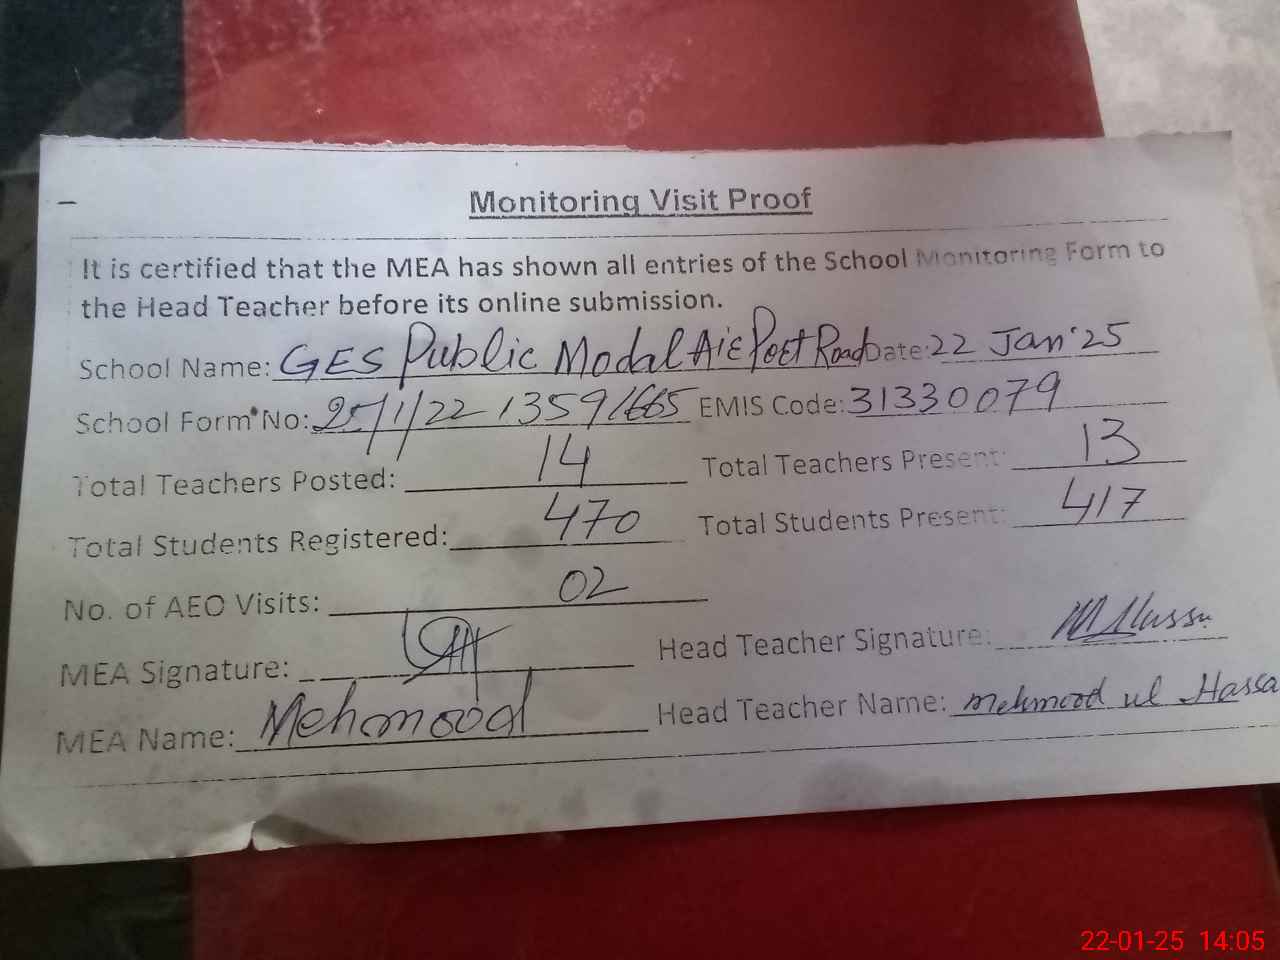 Monitoring Visit Proof
It is certified that the MEA has shown all entries of the School Monitoring Form to
the Head Teacher before its online submission.
School Name: GES Public Modal Air Port Road Date: 22 Jan'25
School Form No: 25/1/22 13591665 EMIS Code: 31330079
Total Teachers Posted: 14 Total Teachers Present: 13
Total Students Registered: 470 Total Students Present: 417
No. of AEO Visits: 02
MEA Signature: Head Teacher Signature:
MEA Name: Mehmood Head Teacher Name: Mehmood ul Hassa
22-01-25 14:05